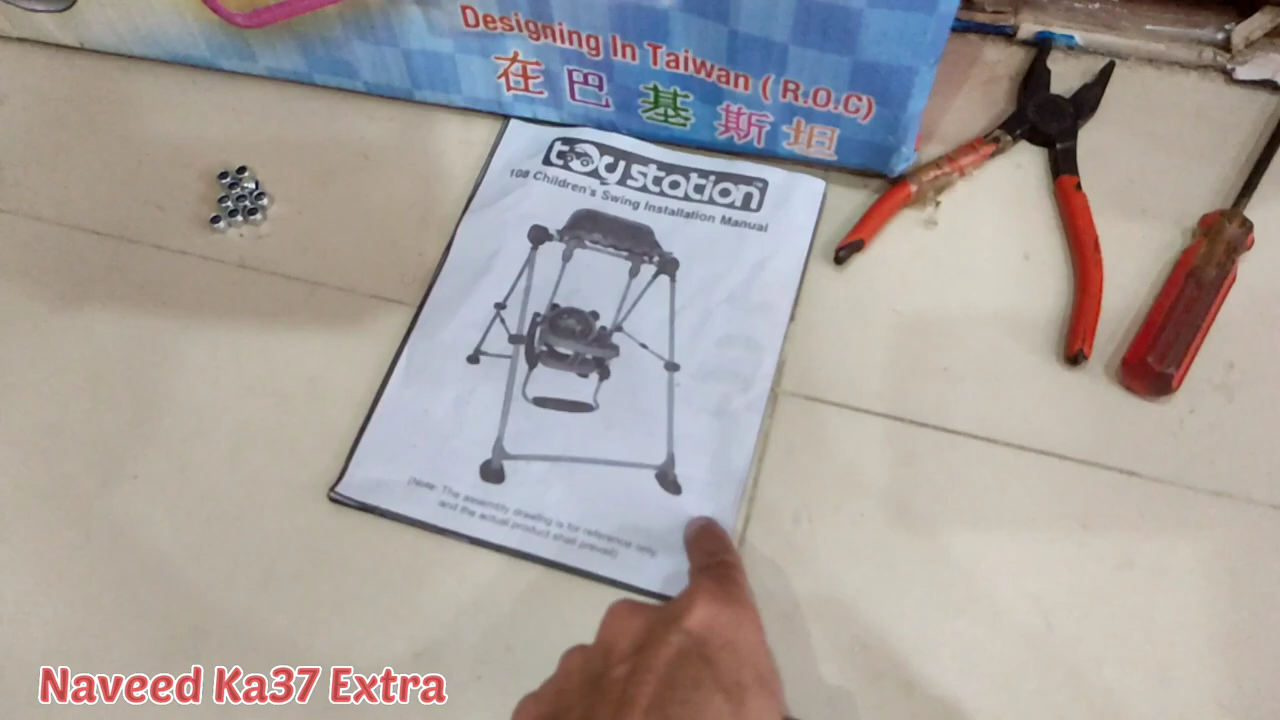 Designing In Taiwan ( R.O.C)
在巴基斯坦
toy station
108 Children's Swing Installation Manual
(Note: The assembly drawing is for reference only
and the actual product shall prevail)
Naveed Ka37 Extra